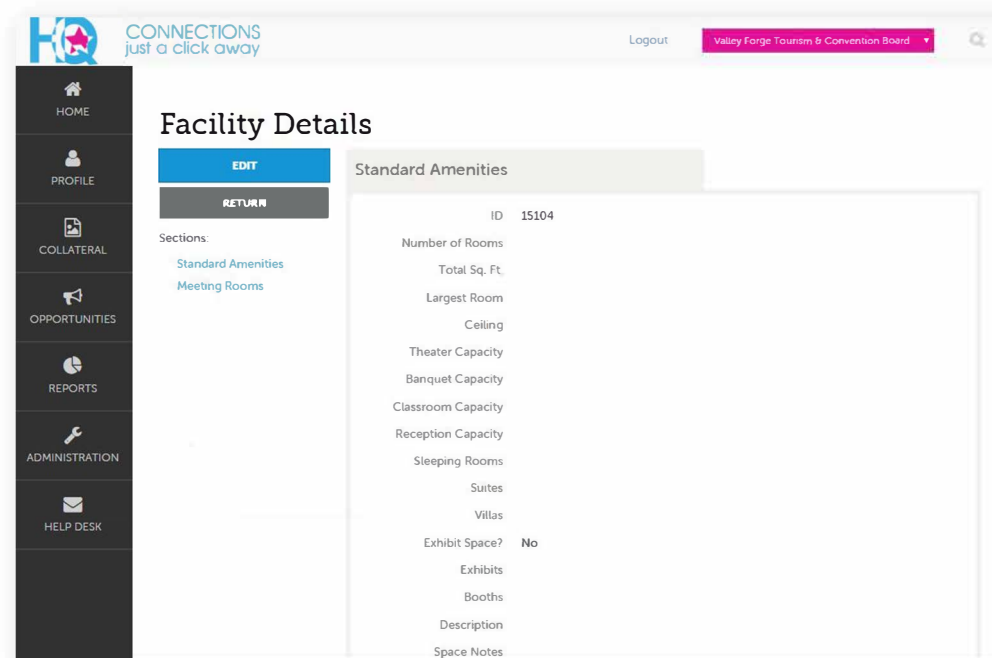 HQ
CONNECTIONS
just a click away
Logout
Valley Forge Tourism & Convention Board
HOME
PROFILE
COLLATERAL
OPPORTUNITIES
REPORTS
ADMINISTRATION
HELP DESK
Facility Details
EDIT
RETURN
Sections:
Standard Amenities
Meeting Rooms
Standard Amenities
ID 15104
Number of Rooms
Total Sq. Ft.
Largest Room
Ceiling
Theater Capacity
Banquet Capacity
Classroom Capacity
Reception Capacity
Sleeping Rooms
Suites
Villas
Exhibit Space? No
Exhibits
Booths
Description
Space Notes